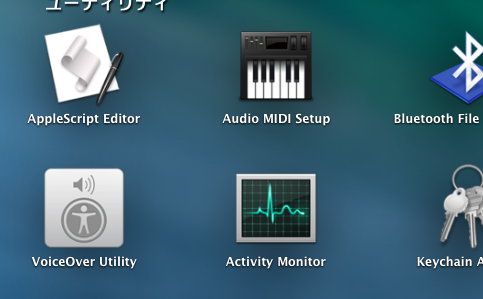 ユーティリティ
AppleScript Editor
Audio MIDI Setup
Bluetooth File
VoiceOver Utility
Activity Monitor
Keychain A